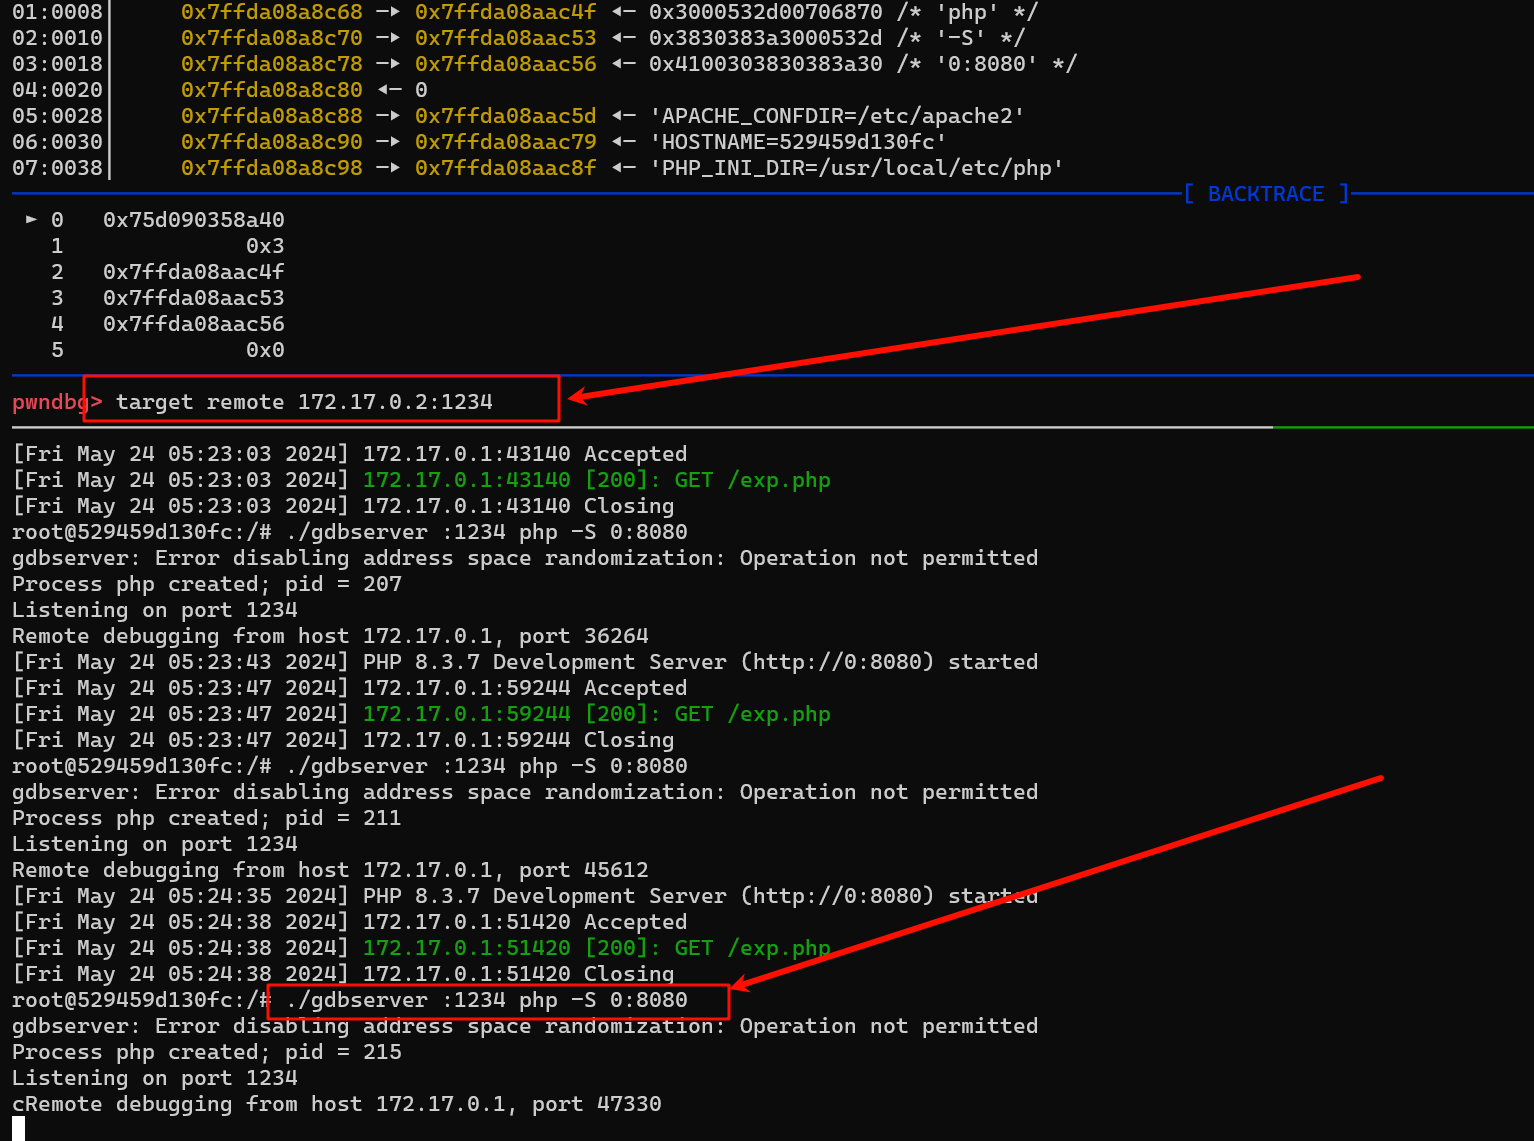 01:0008│ 0x7ffda08a8c68 —▸ 0x7ffda08aac4f ◂— 0x3000532d00706870 /* 'php' */
02:0010│ 0x7ffda08a8c70 —▸ 0x7ffda08aac53 ◂— 0x3830383a3000532d /* '-S' */
03:0018│ 0x7ffda08a8c78 —▸ 0x7ffda08aac56 ◂— 0x4100303830383a30 /* '0:8080' */
04:0020│ 0x7ffda08a8c80 ◂— 0
05:0028│ 0x7ffda08a8c88 —▸ 0x7ffda08aac5d ◂— 'APACHE_CONFDIR=/etc/apache2'
06:0030│ 0x7ffda08a8c90 —▸ 0x7ffda08aac79 ◂— 'HOSTNAME=529459d130fc'
07:0038│ 0x7ffda08a8c98 —▸ 0x7ffda08aac8f ◂— 'PHP_INI_DIR=/usr/local/etc/php'
[ BACKTRACE ]
► 0 0x75d090358a40
1 0x3
2 0x7ffda08aac4f
3 0x7ffda08aac53
4 0x7ffda08aac56
5 0x0
pwndbg> target remote 172.17.0.2:1234
[Fri May 24 05:23:03 2024] 172.17.0.1:43140 Accepted
[Fri May 24 05:23:03 2024] 172.17.0.1:43140 [200]: GET /exp.php
[Fri May 24 05:23:03 2024] 172.17.0.1:43140 Closing
root@529459d130fc:/# ./gdbserver :1234 php -S 0:8080
gdbserver: Error disabling address space randomization: Operation not permitted
Process php created; pid = 207
Listening on port 1234
Remote debugging from host 172.17.0.1, port 36264
[Fri May 24 05:23:43 2024] PHP 8.3.7 Development Server (http://0:8080) started
[Fri May 24 05:23:47 2024] 172.17.0.1:59244 Accepted
[Fri May 24 05:23:47 2024] 172.17.0.1:59244 [200]: GET /exp.php
[Fri May 24 05:23:47 2024] 172.17.0.1:59244 Closing
root@529459d130fc:/# ./gdbserver :1234 php -S 0:8080
gdbserver: Error disabling address space randomization: Operation not permitted
Process php created; pid = 211
Listening on port 1234
Remote debugging from host 172.17.0.1, port 45612
[Fri May 24 05:24:35 2024] PHP 8.3.7 Development Server (http://0:8080) started
[Fri May 24 05:24:38 2024] 172.17.0.1:51420 Accepted
[Fri May 24 05:24:38 2024] 172.17.0.1:51420 [200]: GET /exp.php
[Fri May 24 05:24:38 2024] 172.17.0.1:51420 Closing
root@529459d130fc:/# ./gdbserver :1234 php -S 0:8080
gdbserver: Error disabling address space randomization: Operation not permitted
Process php created; pid = 215
Listening on port 1234
cRemote debugging from host 172.17.0.1, port 47330